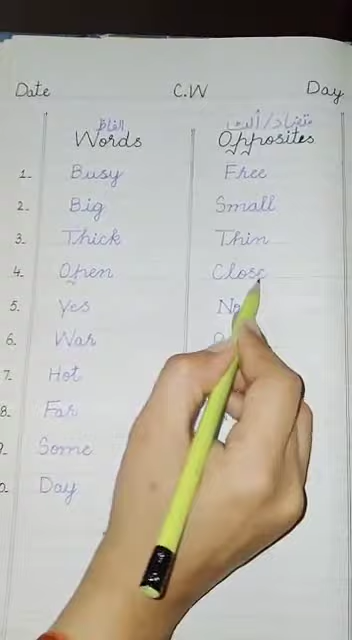 Date C.W Day
الفاظ متضاد/الٹ
Words Opposites
1. Busy Free
2. Big Small
3. Thick Thin
4. Open Close
5. Yes No
6. War
7. Hot
8. Far
9. Some
Day